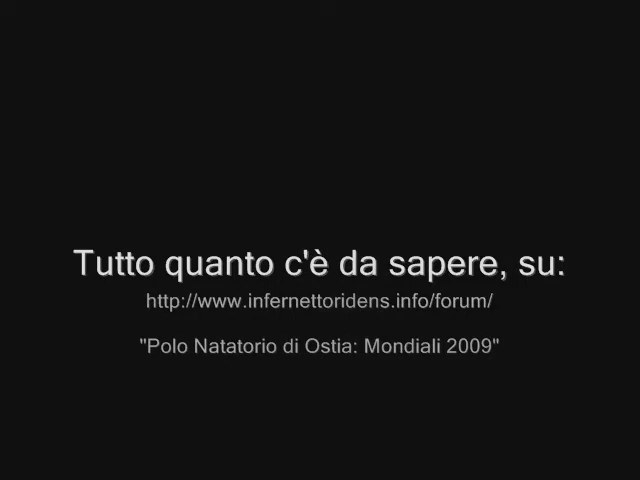 Tutto quanto c'è da sapere, su:
http://www.infernettoridens.info/forum/
"Polo Natatorio di Ostia: Mondiali 2009"